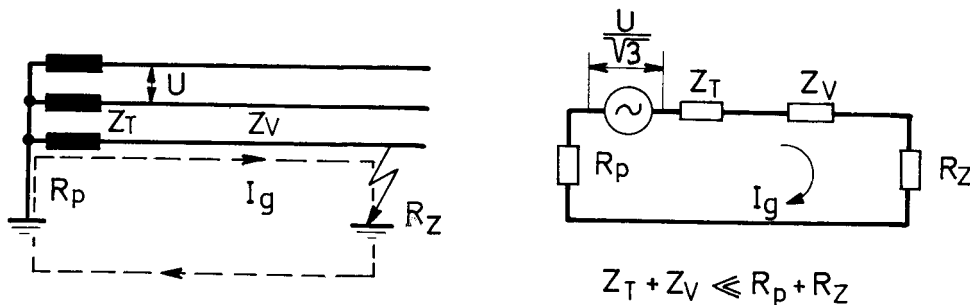 U
Z_T Z_V
R_p I_g R_Z
U/√3
Z_T Z_V
R_p I_g R_Z
Z_T + Z_V ≪ R_p + R_Z